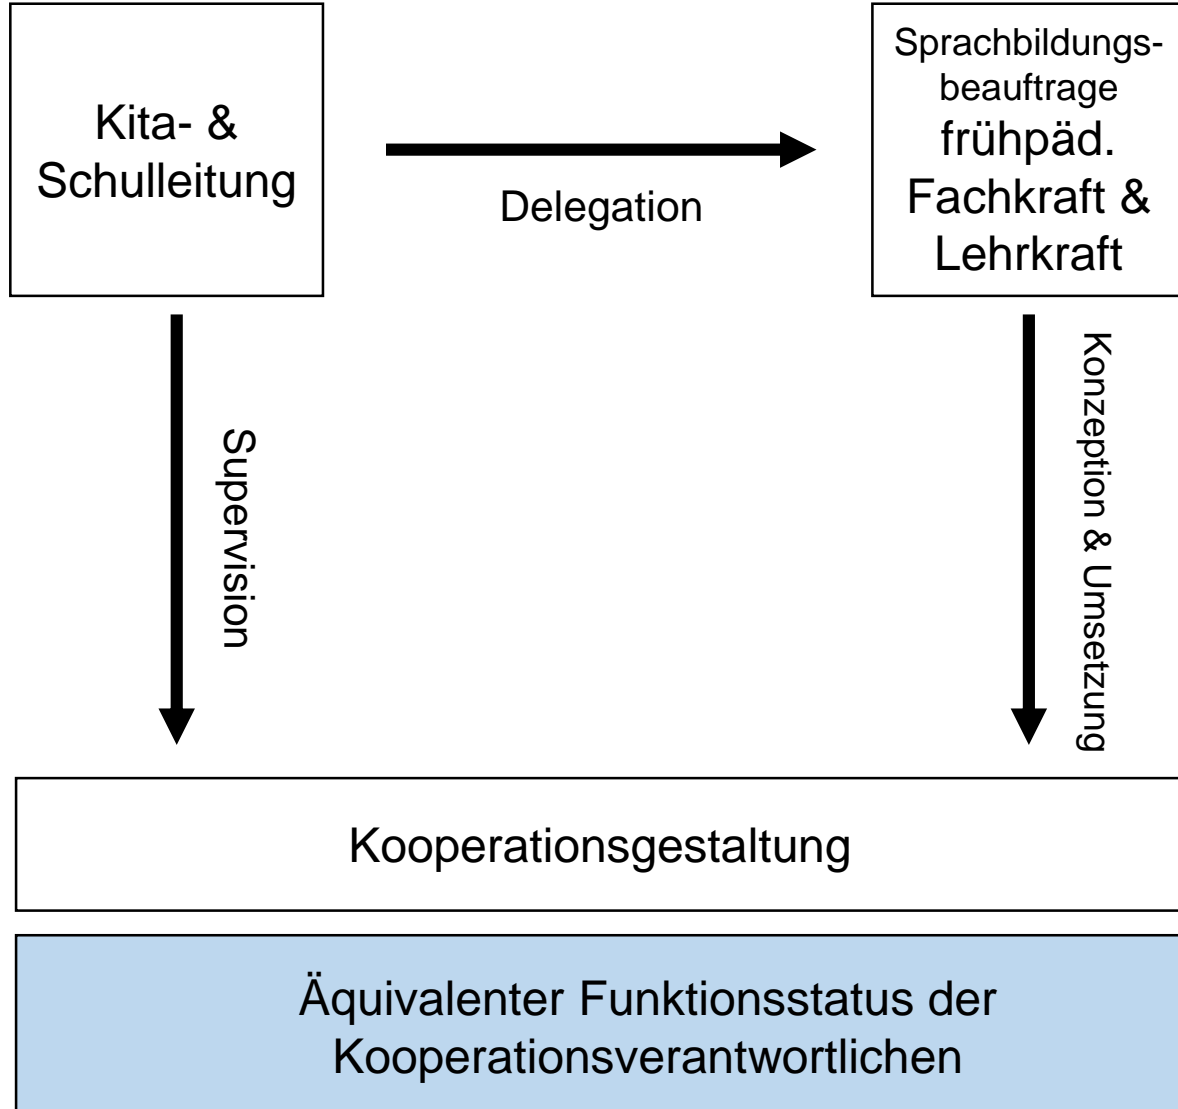 Kita- &
Schulleitung
Delegation
Sprachbildungs-
beauftrage
frühpäd.
Fachkraft &
Lehrkraft
Supervision
Konzeption & Umsetzung
Kooperationsgestaltung
Äquivalenter Funktionsstatus der
Kooperationsverantwortlichen